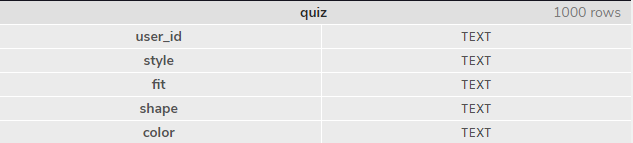 quiz 1000 rows
user_id TEXT
style TEXT
fit TEXT
shape TEXT
color TEXT